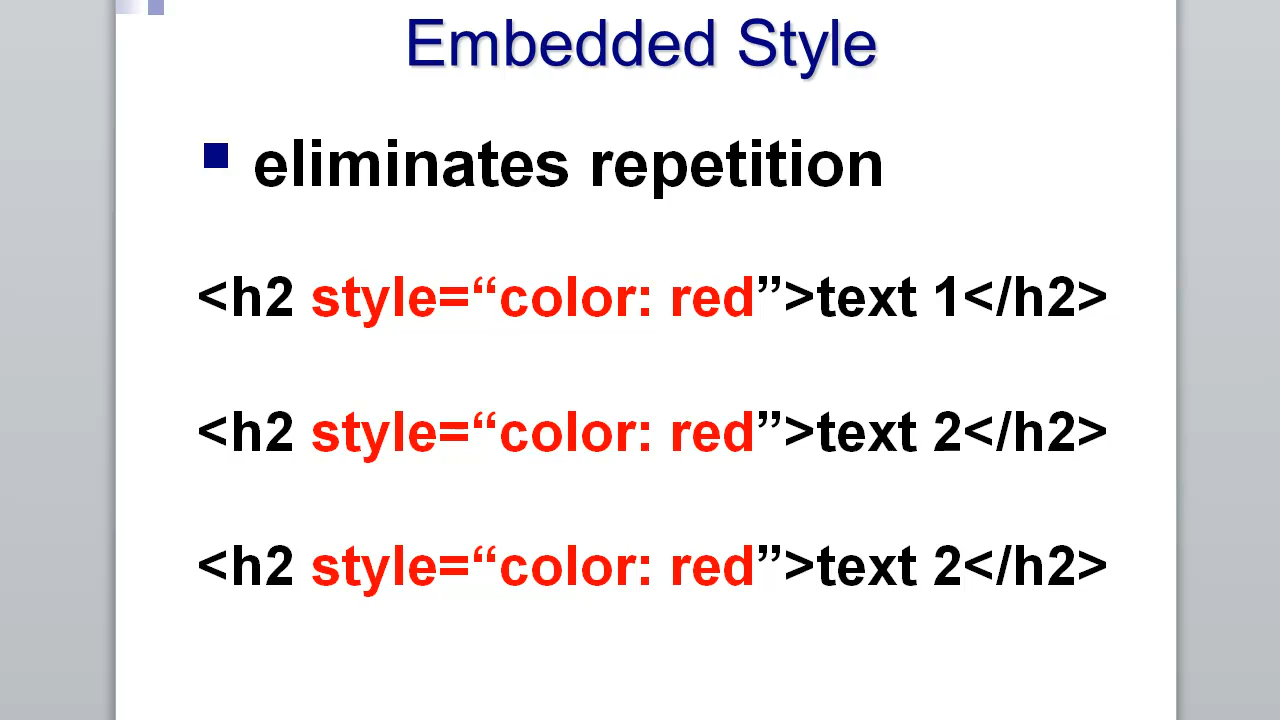 Embedded Style
eliminates repetition
<h2 style=“color: red”>text 1</h2>
<h2 style=“color: red”>text 2</h2>
<h2 style=“color: red”>text 2</h2>